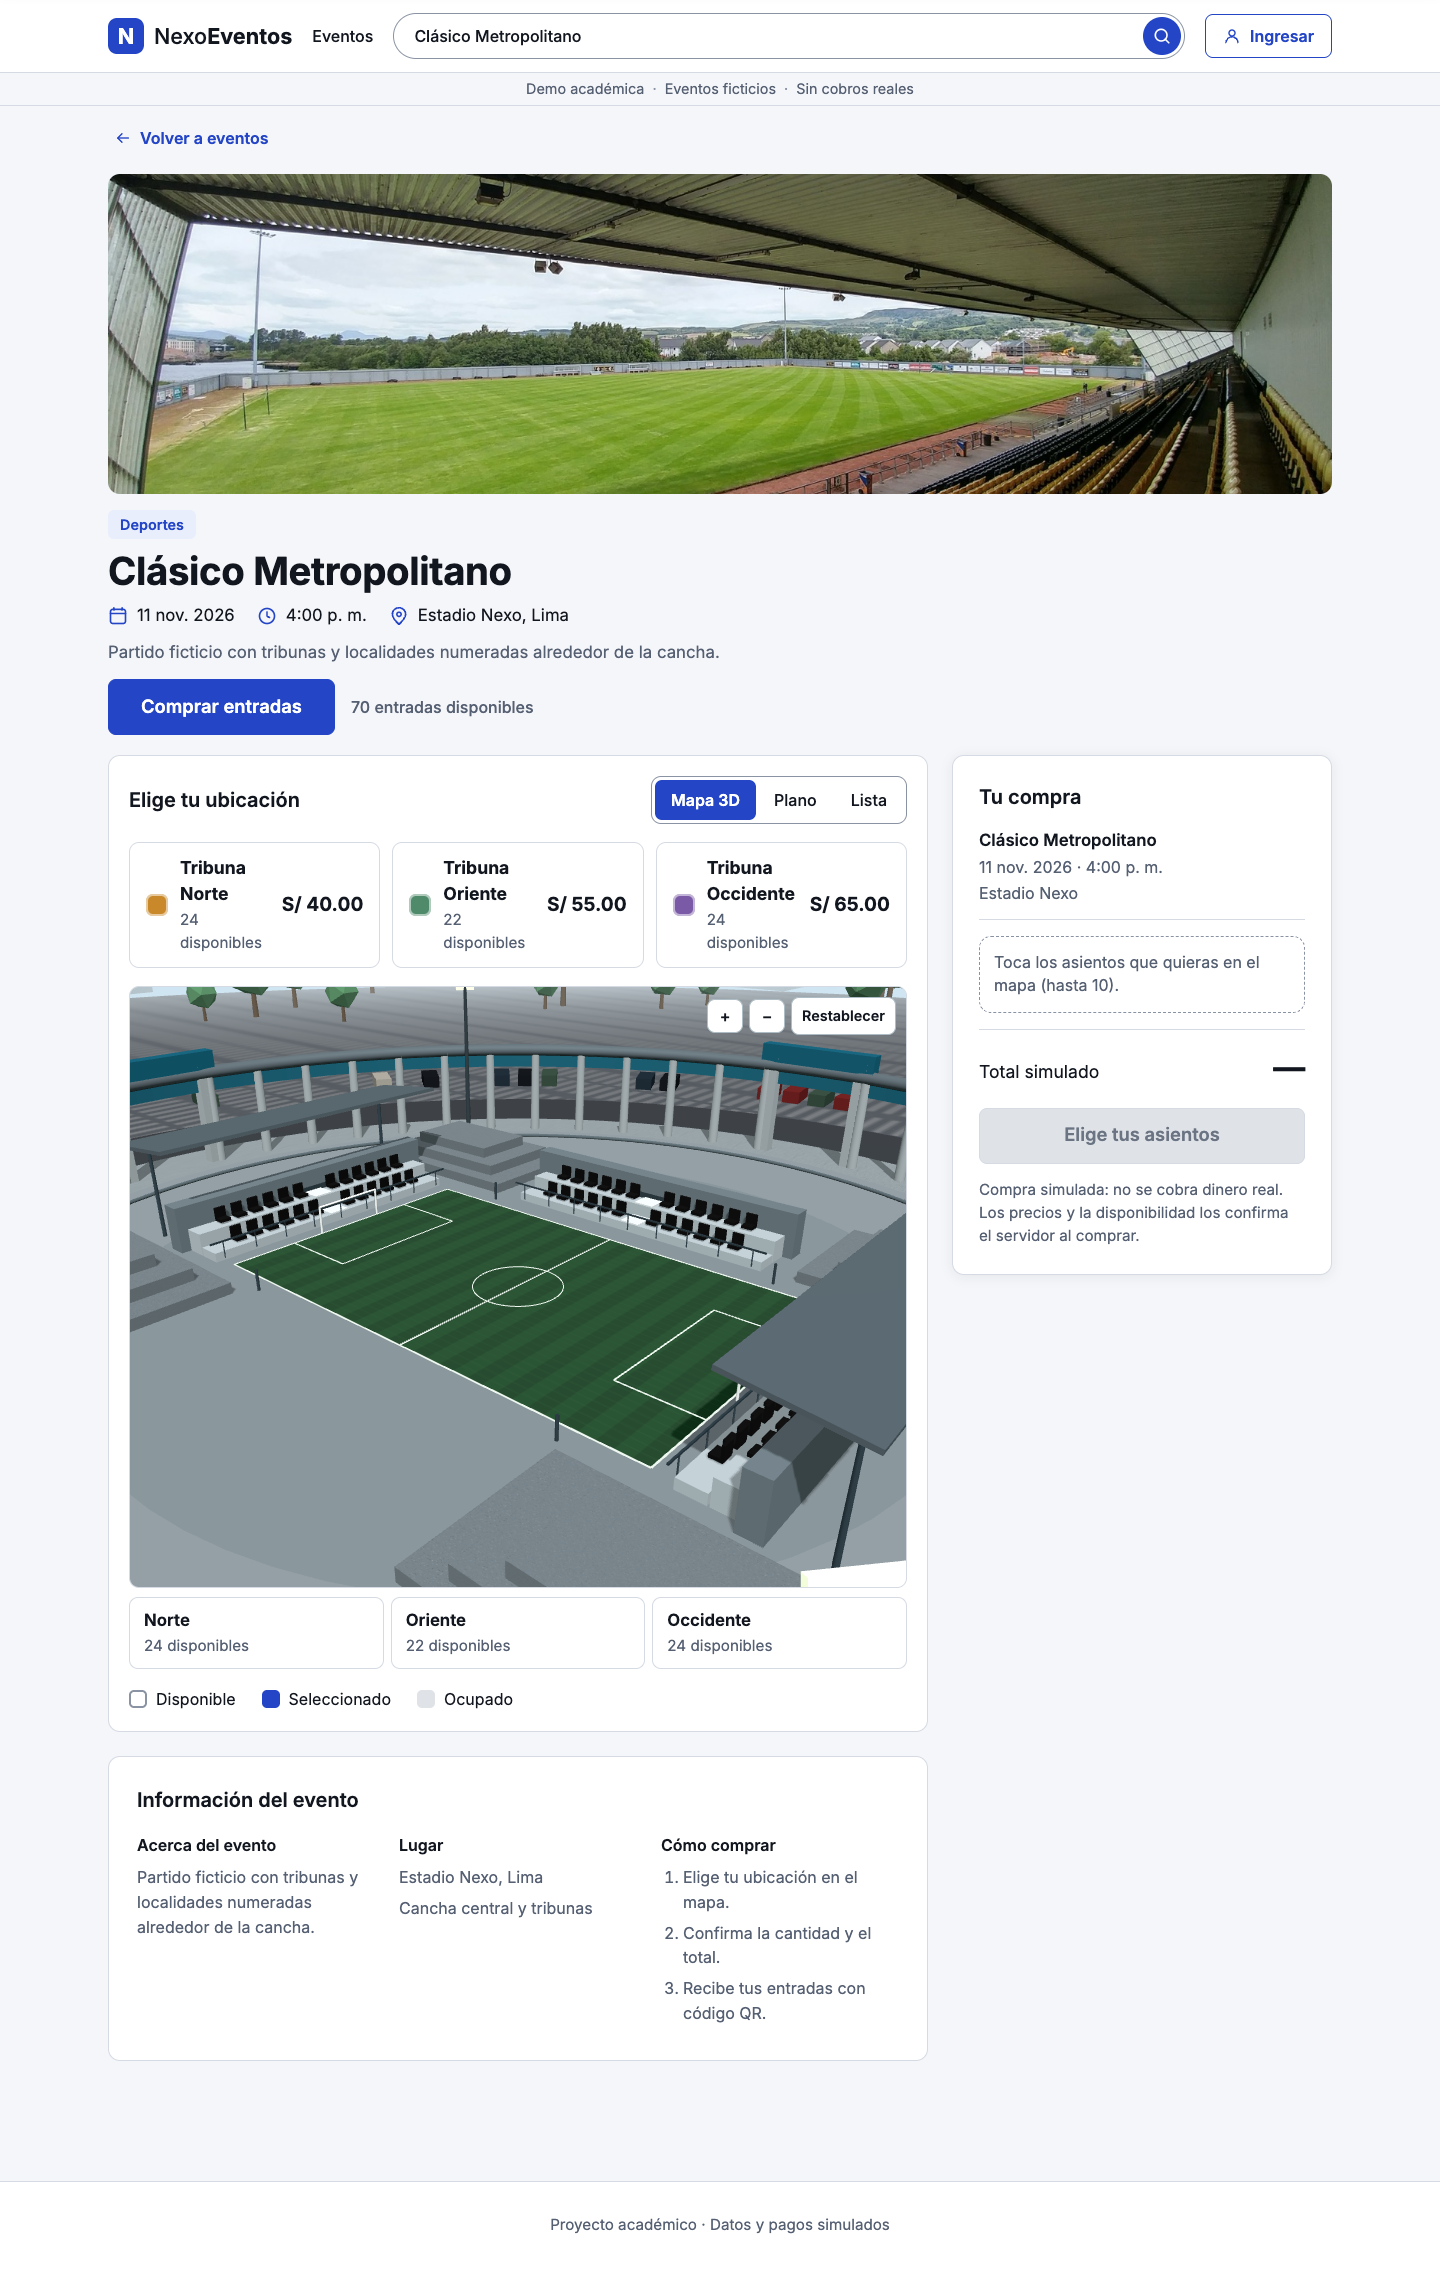 N NexoEventos Eventos Clásico Metropolitano Ingresar
Demo académica · Eventos ficticios · Sin cobros reales
← Volver a eventos
Deportes
Clásico Metropolitano
11 nov. 2026 4:00 p. m. Estadio Nexo, Lima
Partido ficticio con tribunas y localidades numeradas alrededor de la cancha.
Comprar entradas 70 entradas disponibles
Elige tu ubicación
Mapa 3D Plano Lista
Tribuna
Norte
24
disponibles
S/ 40.00
Tribuna
Oriente
22
disponibles
S/ 55.00
Tribuna
Occidente
24
disponibles
S/ 65.00
+ − Restablecer
Norte
24 disponibles
Oriente
22 disponibles
Occidente
24 disponibles
Disponible Seleccionado Ocupado
Tu compra
Clásico Metropolitano
11 nov. 2026 · 4:00 p. m.
Estadio Nexo
Toca los asientos que quieras en el
mapa (hasta 10).
Total simulado —
Elige tus asientos
Compra simulada: no se cobra dinero real.
Los precios y la disponibilidad los confirma
el servidor al comprar.
Información del evento
Acerca del evento
Partido ficticio con tribunas y
localidades numeradas
alrededor de la cancha.
Lugar
Estadio Nexo, Lima
Cancha central y tribunas
Cómo comprar
1. Elige tu ubicación en el
mapa.
2. Confirma la cantidad y el
total.
3. Recibe tus entradas con
código QR.
Proyecto académico · Datos y pagos simulados